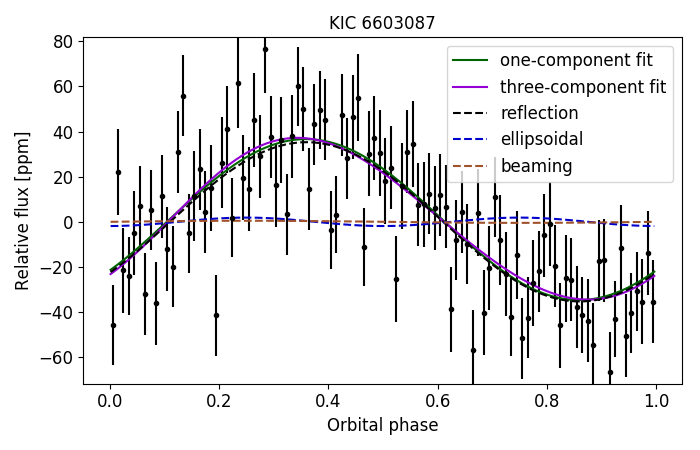 KIC 6603087
80
60
40
20
0
−20
−40
−60
Relative flux [ppm]
one-component fit
three-component fit
reflection
ellipsoidal
beaming
0.0 0.2 0.4 0.6 0.8 1.0
Orbital phase